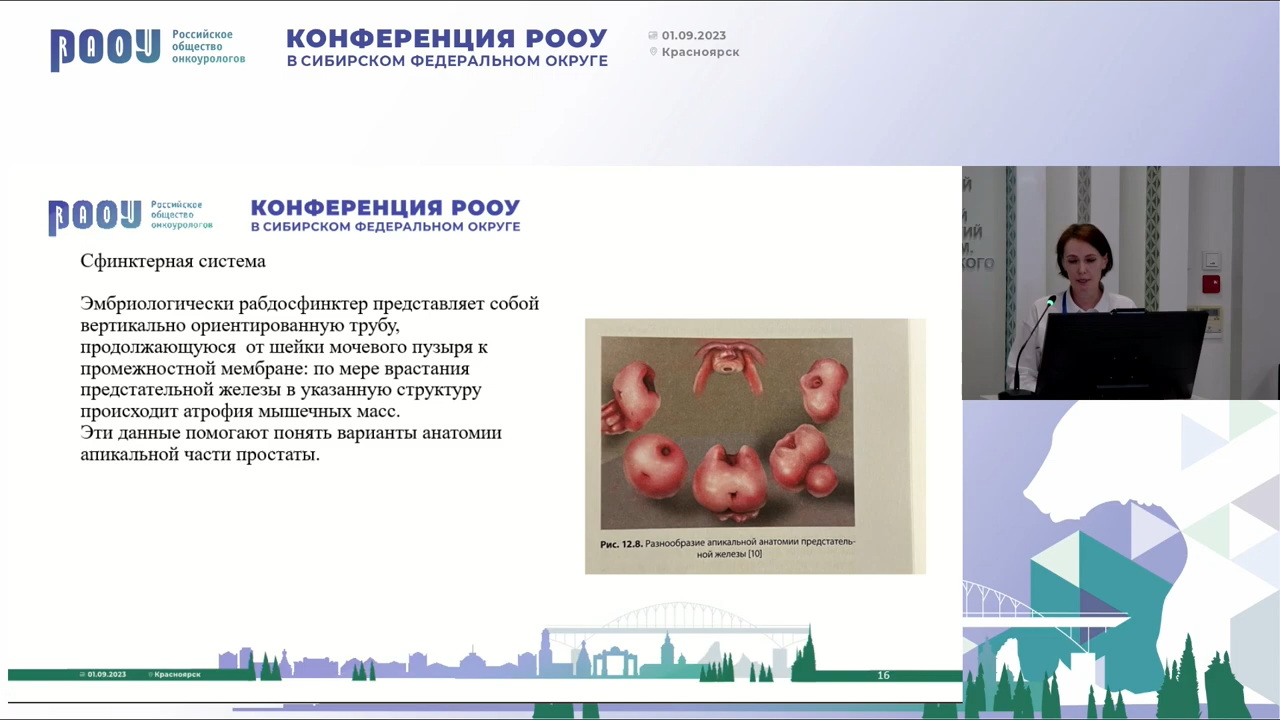 РАОУ
Российское
общество
онкоурологов
КОНФЕРЕНЦИЯ РООУ
В СИБИРСКОМ ФЕДЕРАЛЬНОМ ОКРУГЕ
01.09.2023
Красноярск
РАОУ
Российское
общество
онкоурологов
КОНФЕРЕНЦИЯ РООУ
В СИБИРСКОМ ФЕДЕРАЛЬНОМ ОКРУГЕ
Сфинктерная система
Эмбриологически рабдосфинктер представляет собой
вертикально ориентированную трубу,
продолжающуюся от шейки мочевого пузыря к
промежностной мембране: по мере врастания
предстательной железы в указанную структуру
происходит атрофия мышечных масс.
Эти данные помогают понять варианты анатомии
апикальной части простаты.
Рис. 12.8. Разнообразие апикальной анатомии предстатель-
ной железы [10]
01.09.2023
Красноярск
16